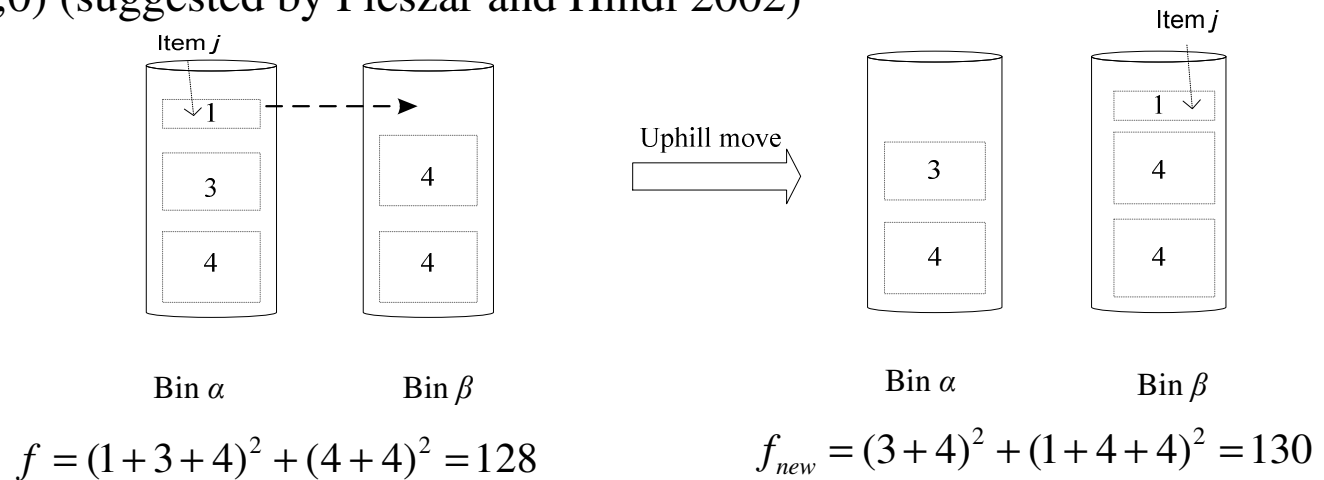 ,0) (suggested by Fleszar and Hindi 2002)
Item j
1
3
4
4
4
Bin α
Bin β
f = (1+3+4)² + (4+4)² = 128
Uphill move
Item j
3
4
1
4
4
Bin α
Bin β
f_new = (3+4)² + (1+4+4)² = 130